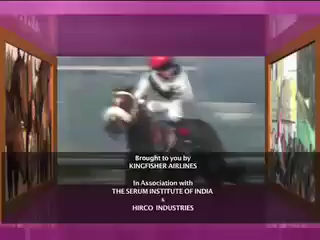 Brought to you by
KINGFISHER AIRLINES
In Association with
THE SERUM INSTITUTE OF INDIA
&
HIRCO INDUSTRIES